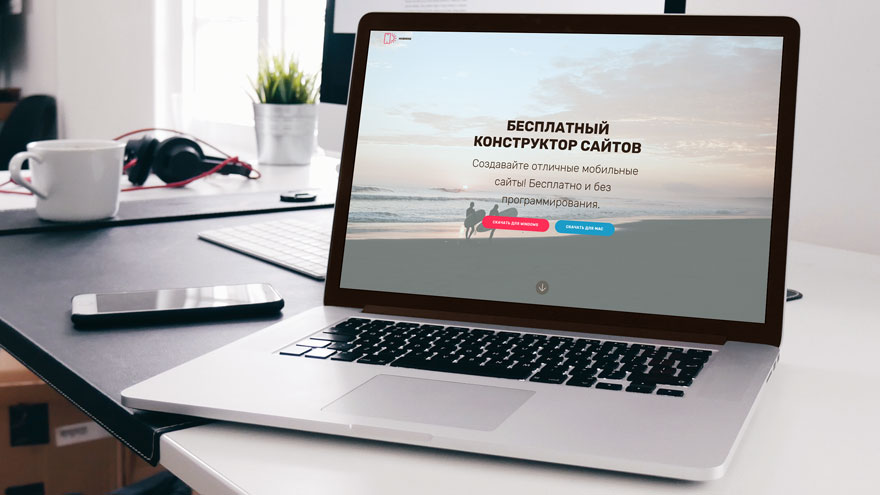 БЕСПЛАТНЫЙ
КОНСТРУКТОР САЙТОВ
Создавайте отличные мобильные
сайты! Бесплатно и без
программирования.
СКАЧАТЬ ДЛЯ WINDOWS
СКАЧАТЬ ДЛЯ MAC